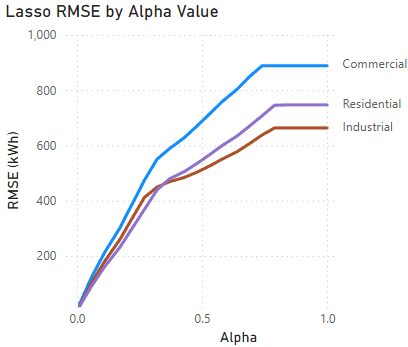 Lasso RMSE by Alpha Value
1,000
800
600
400
200
RMSE (kWh)
Commercial
Residential
Industrial
0.0
0.5
1.0
Alpha